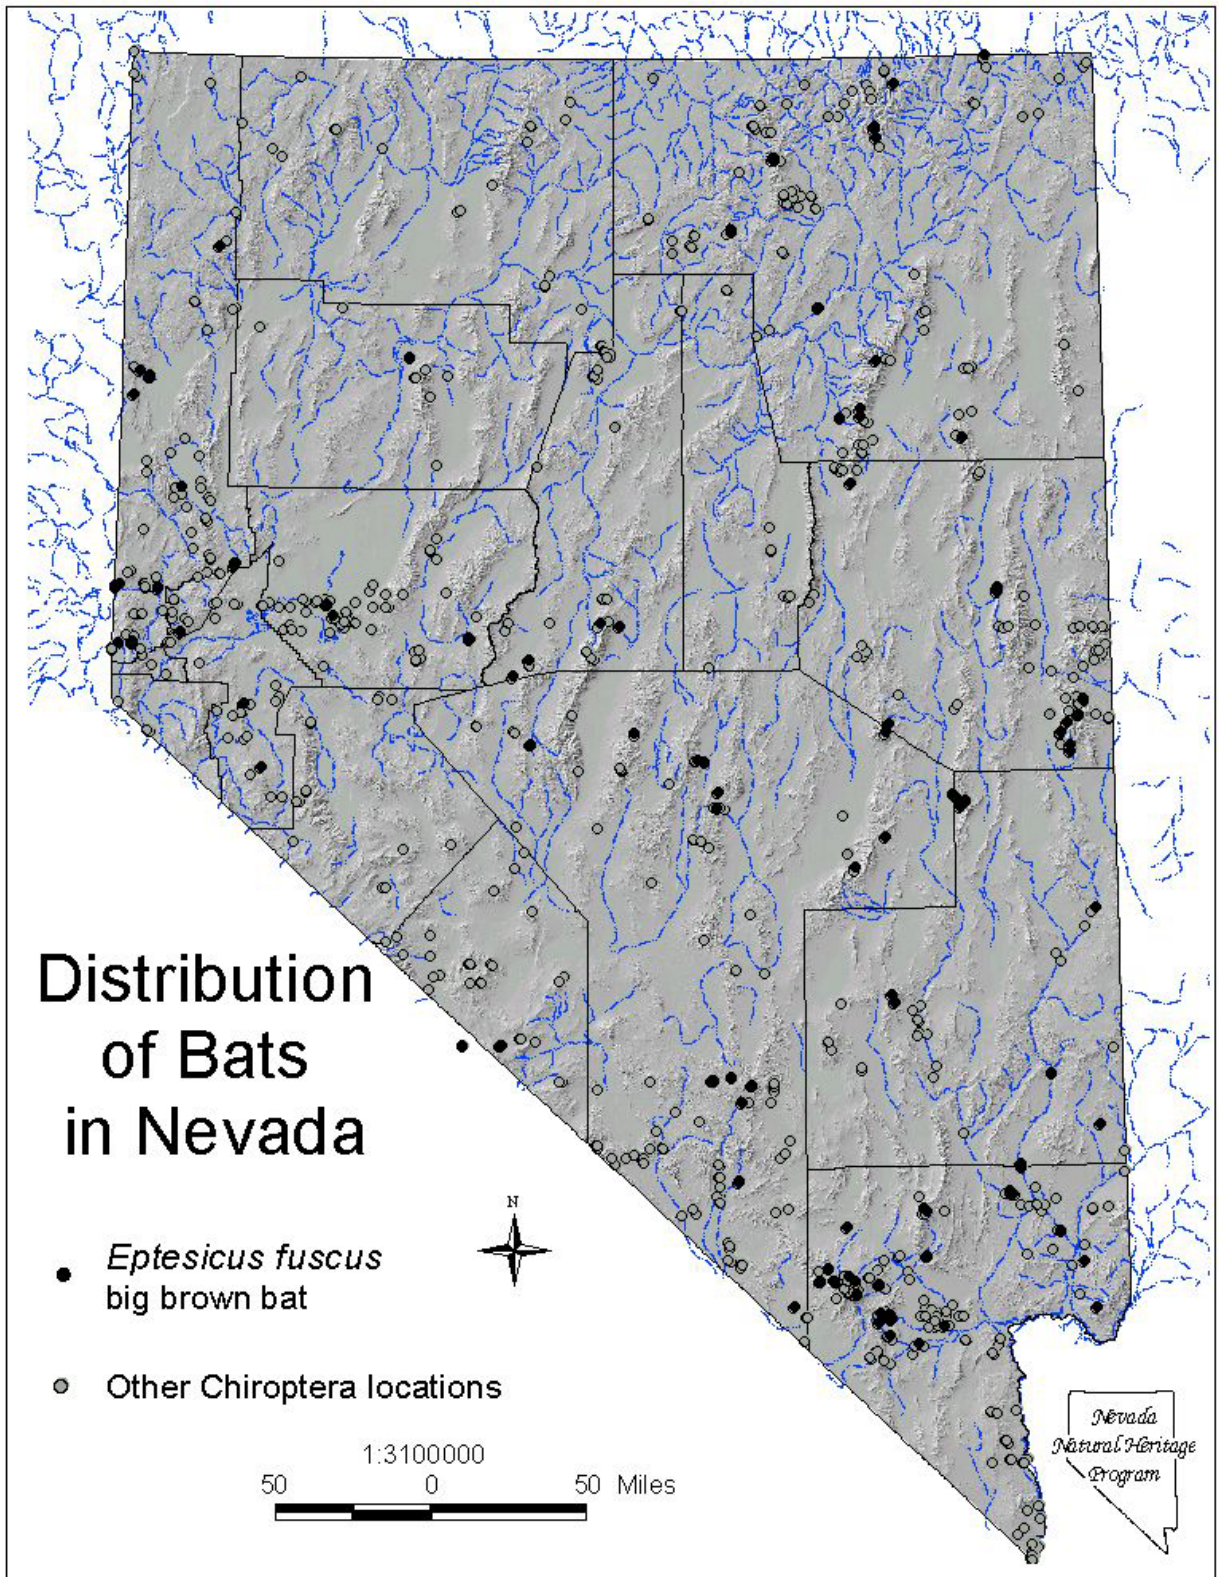 Distribution
of Bats
in Nevada
N
Eptesicus fuscus
big brown bat
Other Chiroptera locations
1:3100000
50 0 50 Miles
Nevada
Natural Heritage
Program